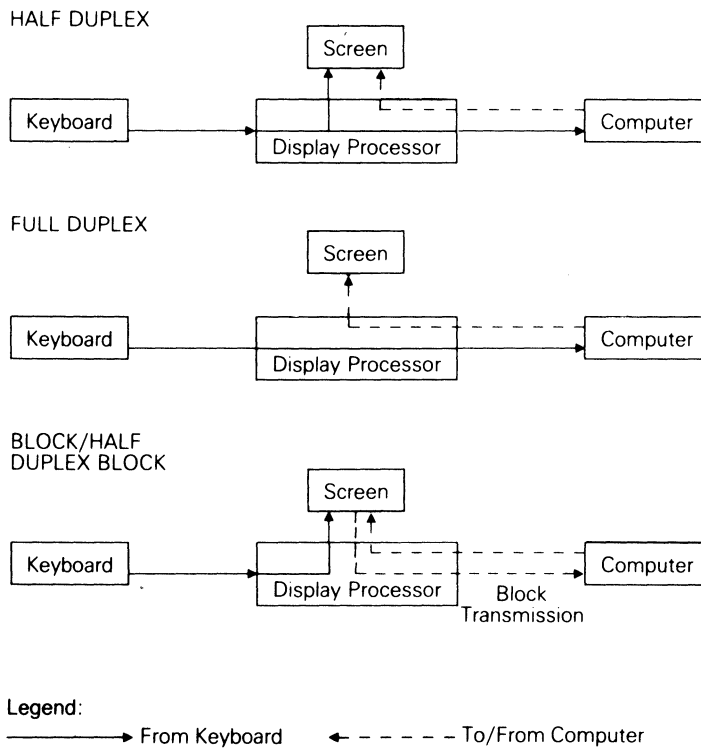 HALF DUPLEX
Screen
Keyboard
Display Processor
Computer
FULL DUPLEX
Screen
Keyboard
Display Processor
Computer
BLOCK/HALF
DUPLEX BLOCK
Screen
Keyboard
Display Processor
Computer
Block
Transmission
Legend:
From Keyboard
To/From Computer